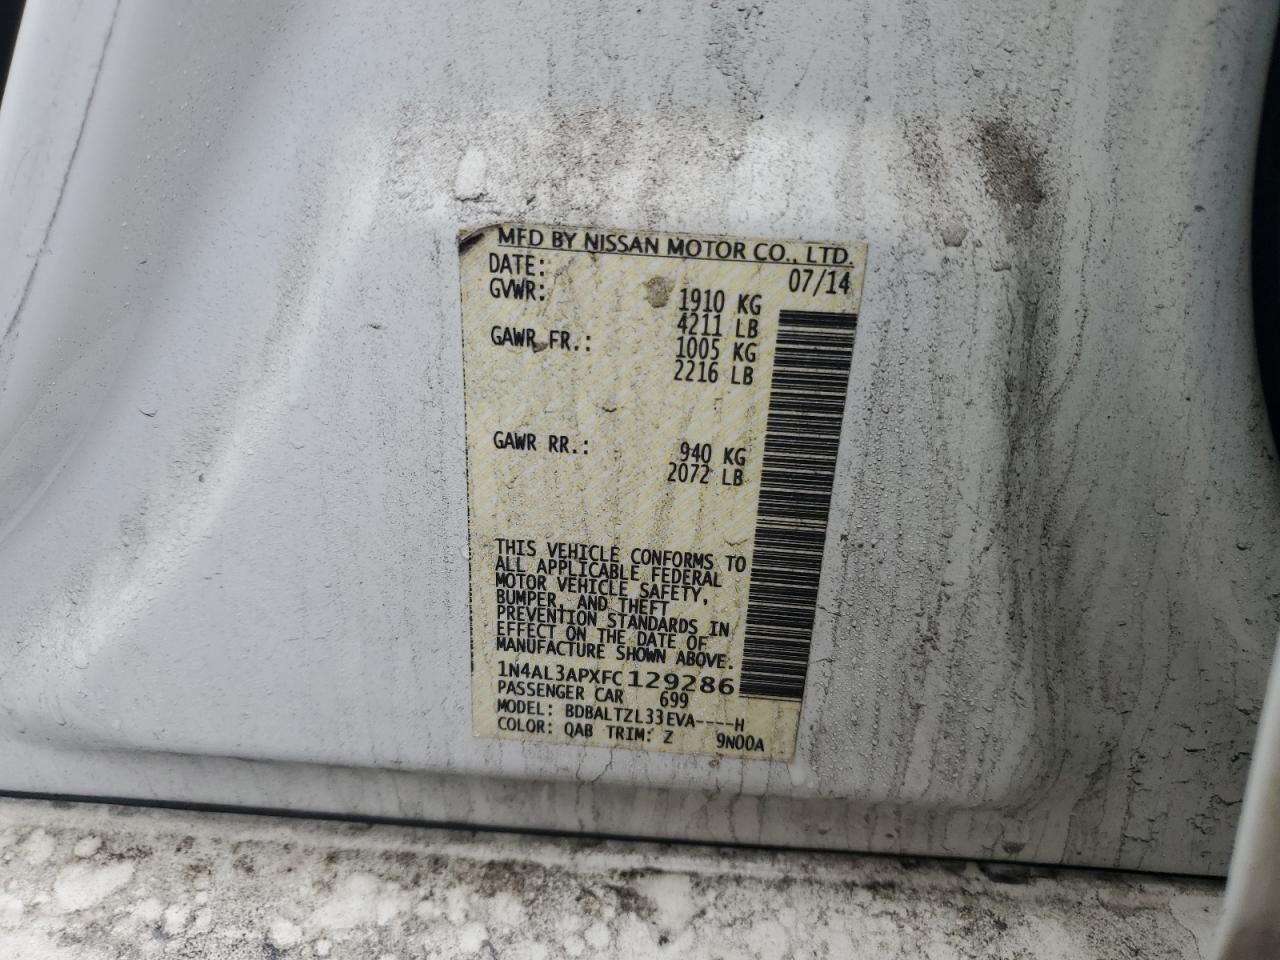 MFD BY NISSAN MOTOR CO., LTD.
DATE: 07/14
GVWR: 1910 KG
4211 LB
GAWR FR.: 1005 KG
2216 LB
GAWR RR.: 940 KG
2072 LB
THIS VEHICLE CONFORMS TO
ALL APPLICABLE FEDERAL
MOTOR VEHICLE SAFETY,
BUMPER, AND THEFT
PREVENTION STANDARDS IN
EFFECT ON THE DATE OF
MANUFACTURE SHOWN ABOVE.
1N4AL3APXFC129286
PASSENGER CAR 699
MODEL: BDBALTZL33EVA----H
COLOR: QAB TRIM: Z 9N00A